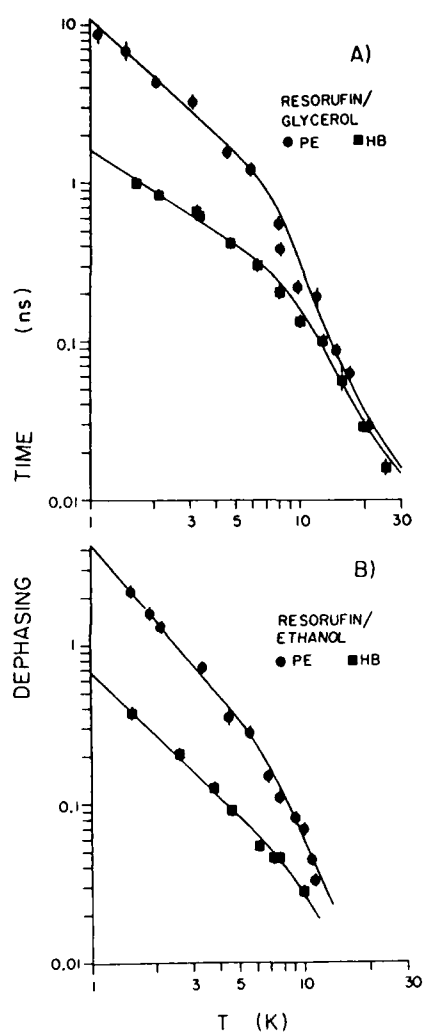 10
A)
RESORUFIN/
GLYCEROL
PE HB
1
(ns)
0.1
TIME
0.01
1 3 5 10 30
B)
DEPHASING
RESORUFIN/
ETHANOL
PE HB
1
0.1
0.01
1 3 5 10 30
T (K)